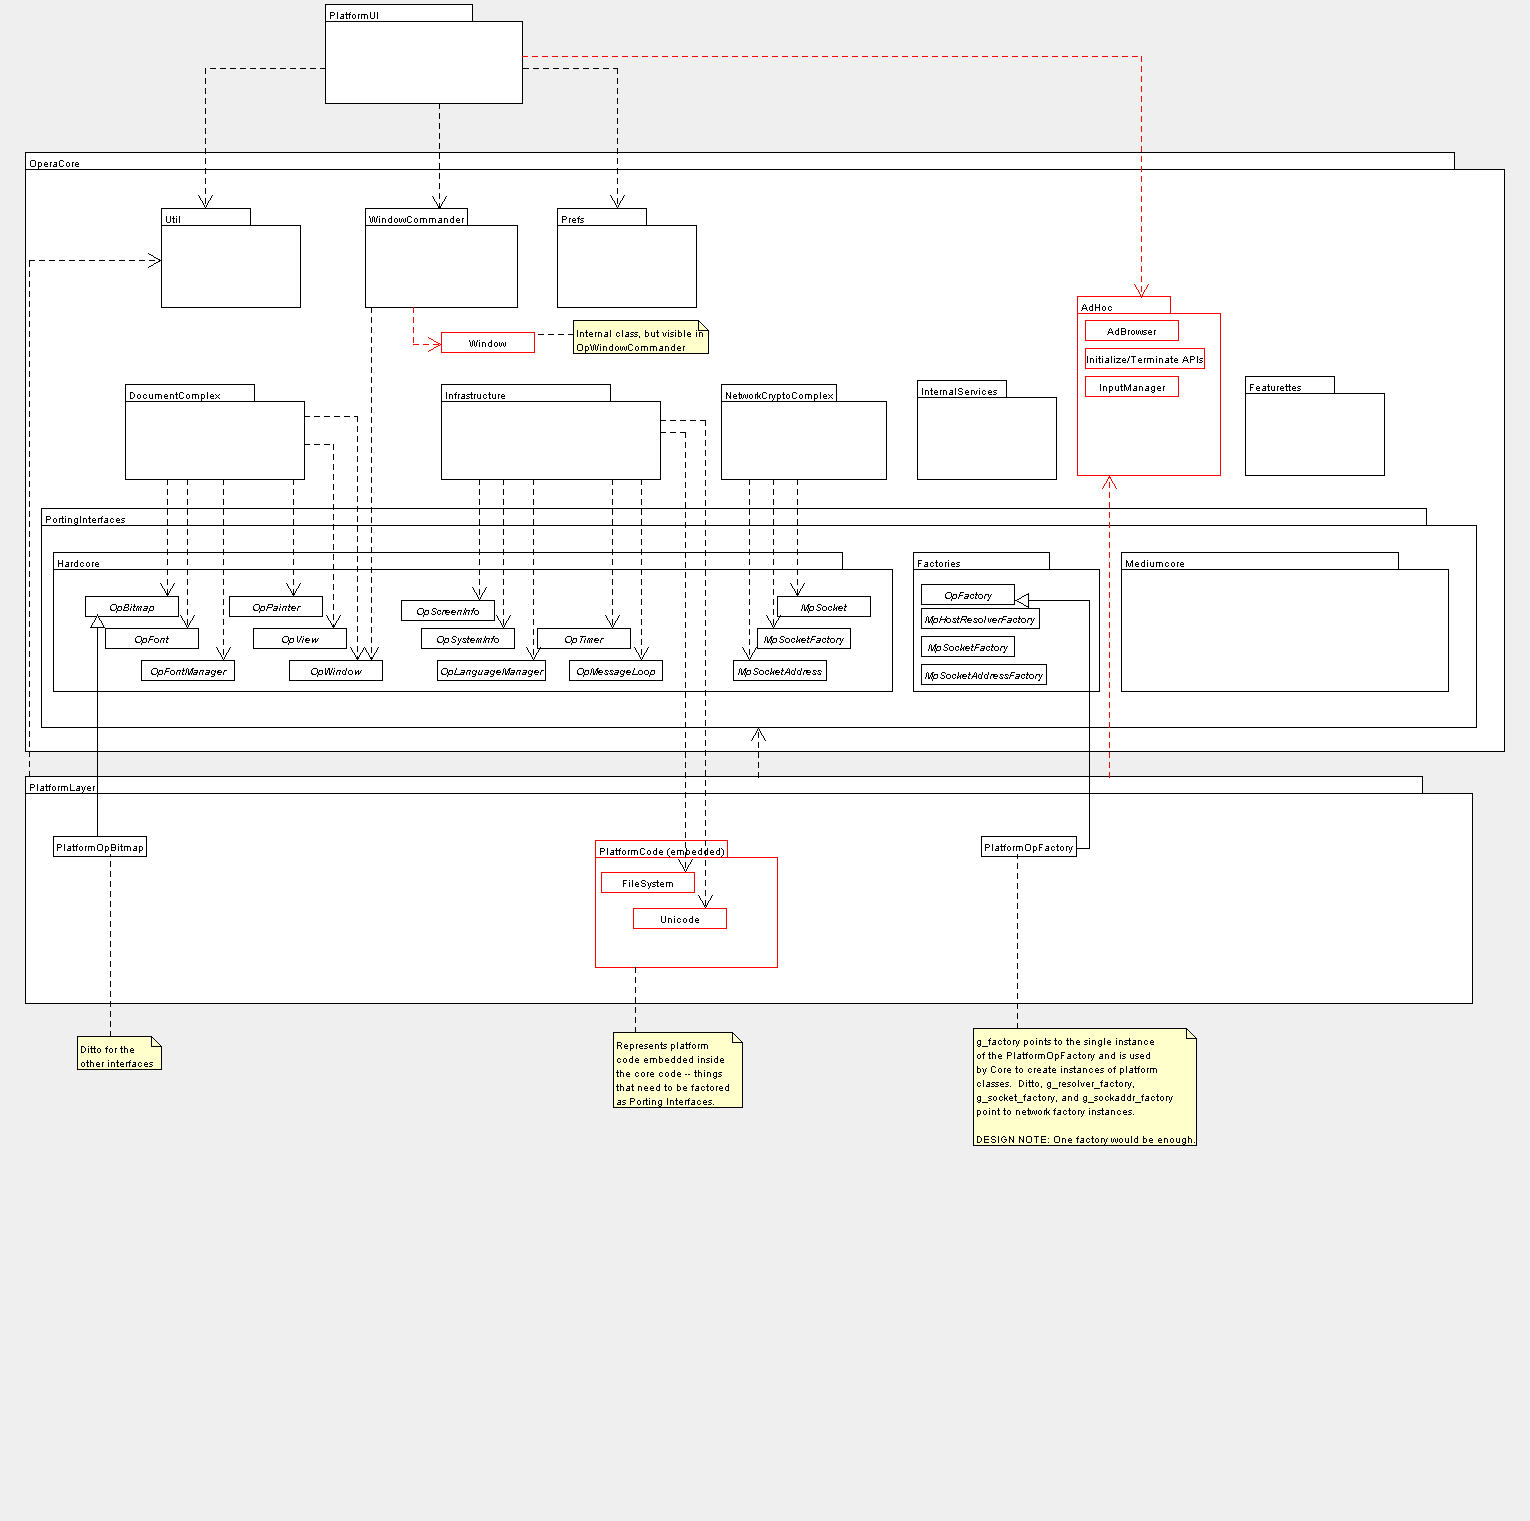 PlatformUI
OperaCore
Util
WindowCommander
Prefs
AdHoc
AdBrowser
Initialize/Terminate APIs
InputManager
Window
Internal class, but visible in
OpWindowCommander
DocumentComplex
Infrastructure
NetworkCryptoComplex
InternalServices
Featurettes
PortingInterfaces
Hardcore
OpBitmap
OpFont
OpFontManager
OpPainter
OpView
OpWindow
OpScreenInfo
OpSystemInfo
OpLanguageManager
OpTimer
OpMessageLoop
MpSocket
MpSocketFactory
MpSocketAddress
Factories
OpFactory
MpHostResolverFactory
MpSocketFactory
MpSocketAddressFactory
Mediumcore
PlatformLayer
PlatformOpBitmap
PlatformCode (embedded)
FileSystem
Unicode
PlatformOpFactory
Ditto for the
other interfaces
Represents platform
code embedded inside
the core code -- things
that need to be factored
as Porting Interfaces.
g_factory points to the single instance
of the PlatformOpFactory and is used
by Core to create instances of platform
classes.  Ditto, g_resolver_factory,
g_socket_factory, and g_sockaddr_factory
point to network factory instances.
DESIGN NOTE: One factory would be enough.